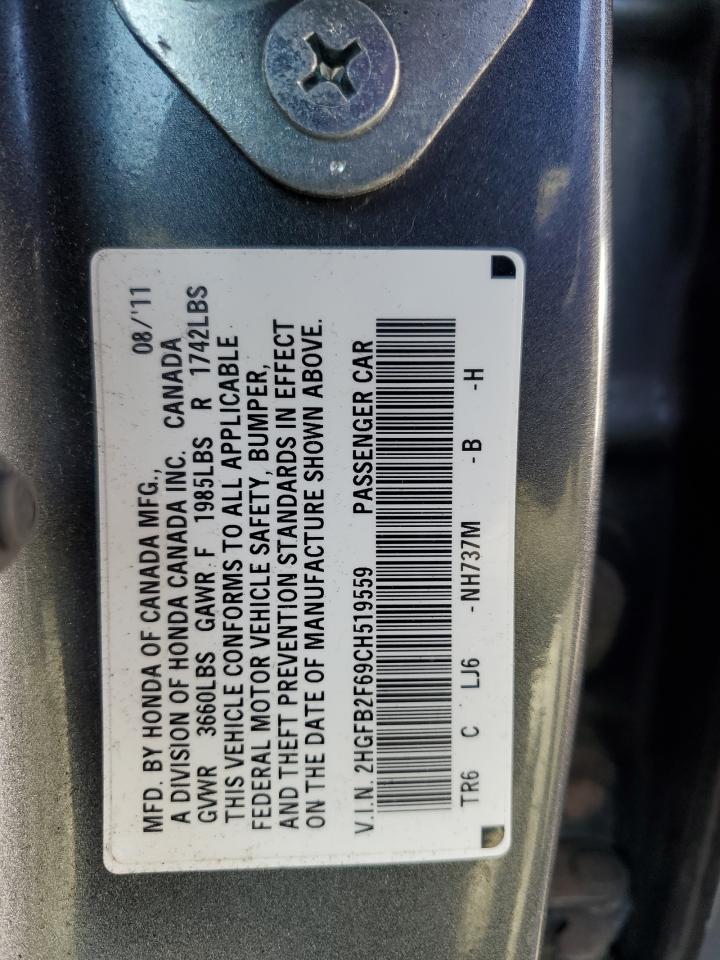 MFD. BY HONDA OF CANADA MFG., 08/'11
A DIVISION OF HONDA CANADA INC. CANADA
GVWR 3660LBS GAWR F 1985LBS R 1742LBS
THIS VEHICLE CONFORMS TO ALL APPLICABLE
FEDERAL MOTOR VEHICLE SAFETY, BUMPER,
AND THEFT PREVENTION STANDARDS IN EFFECT
ON THE DATE OF MANUFACTURE SHOWN ABOVE.
V.I.N. 2HGFB2F69CH519559 PASSENGER CAR
TR6 C LJ6 -NH737M -B -H